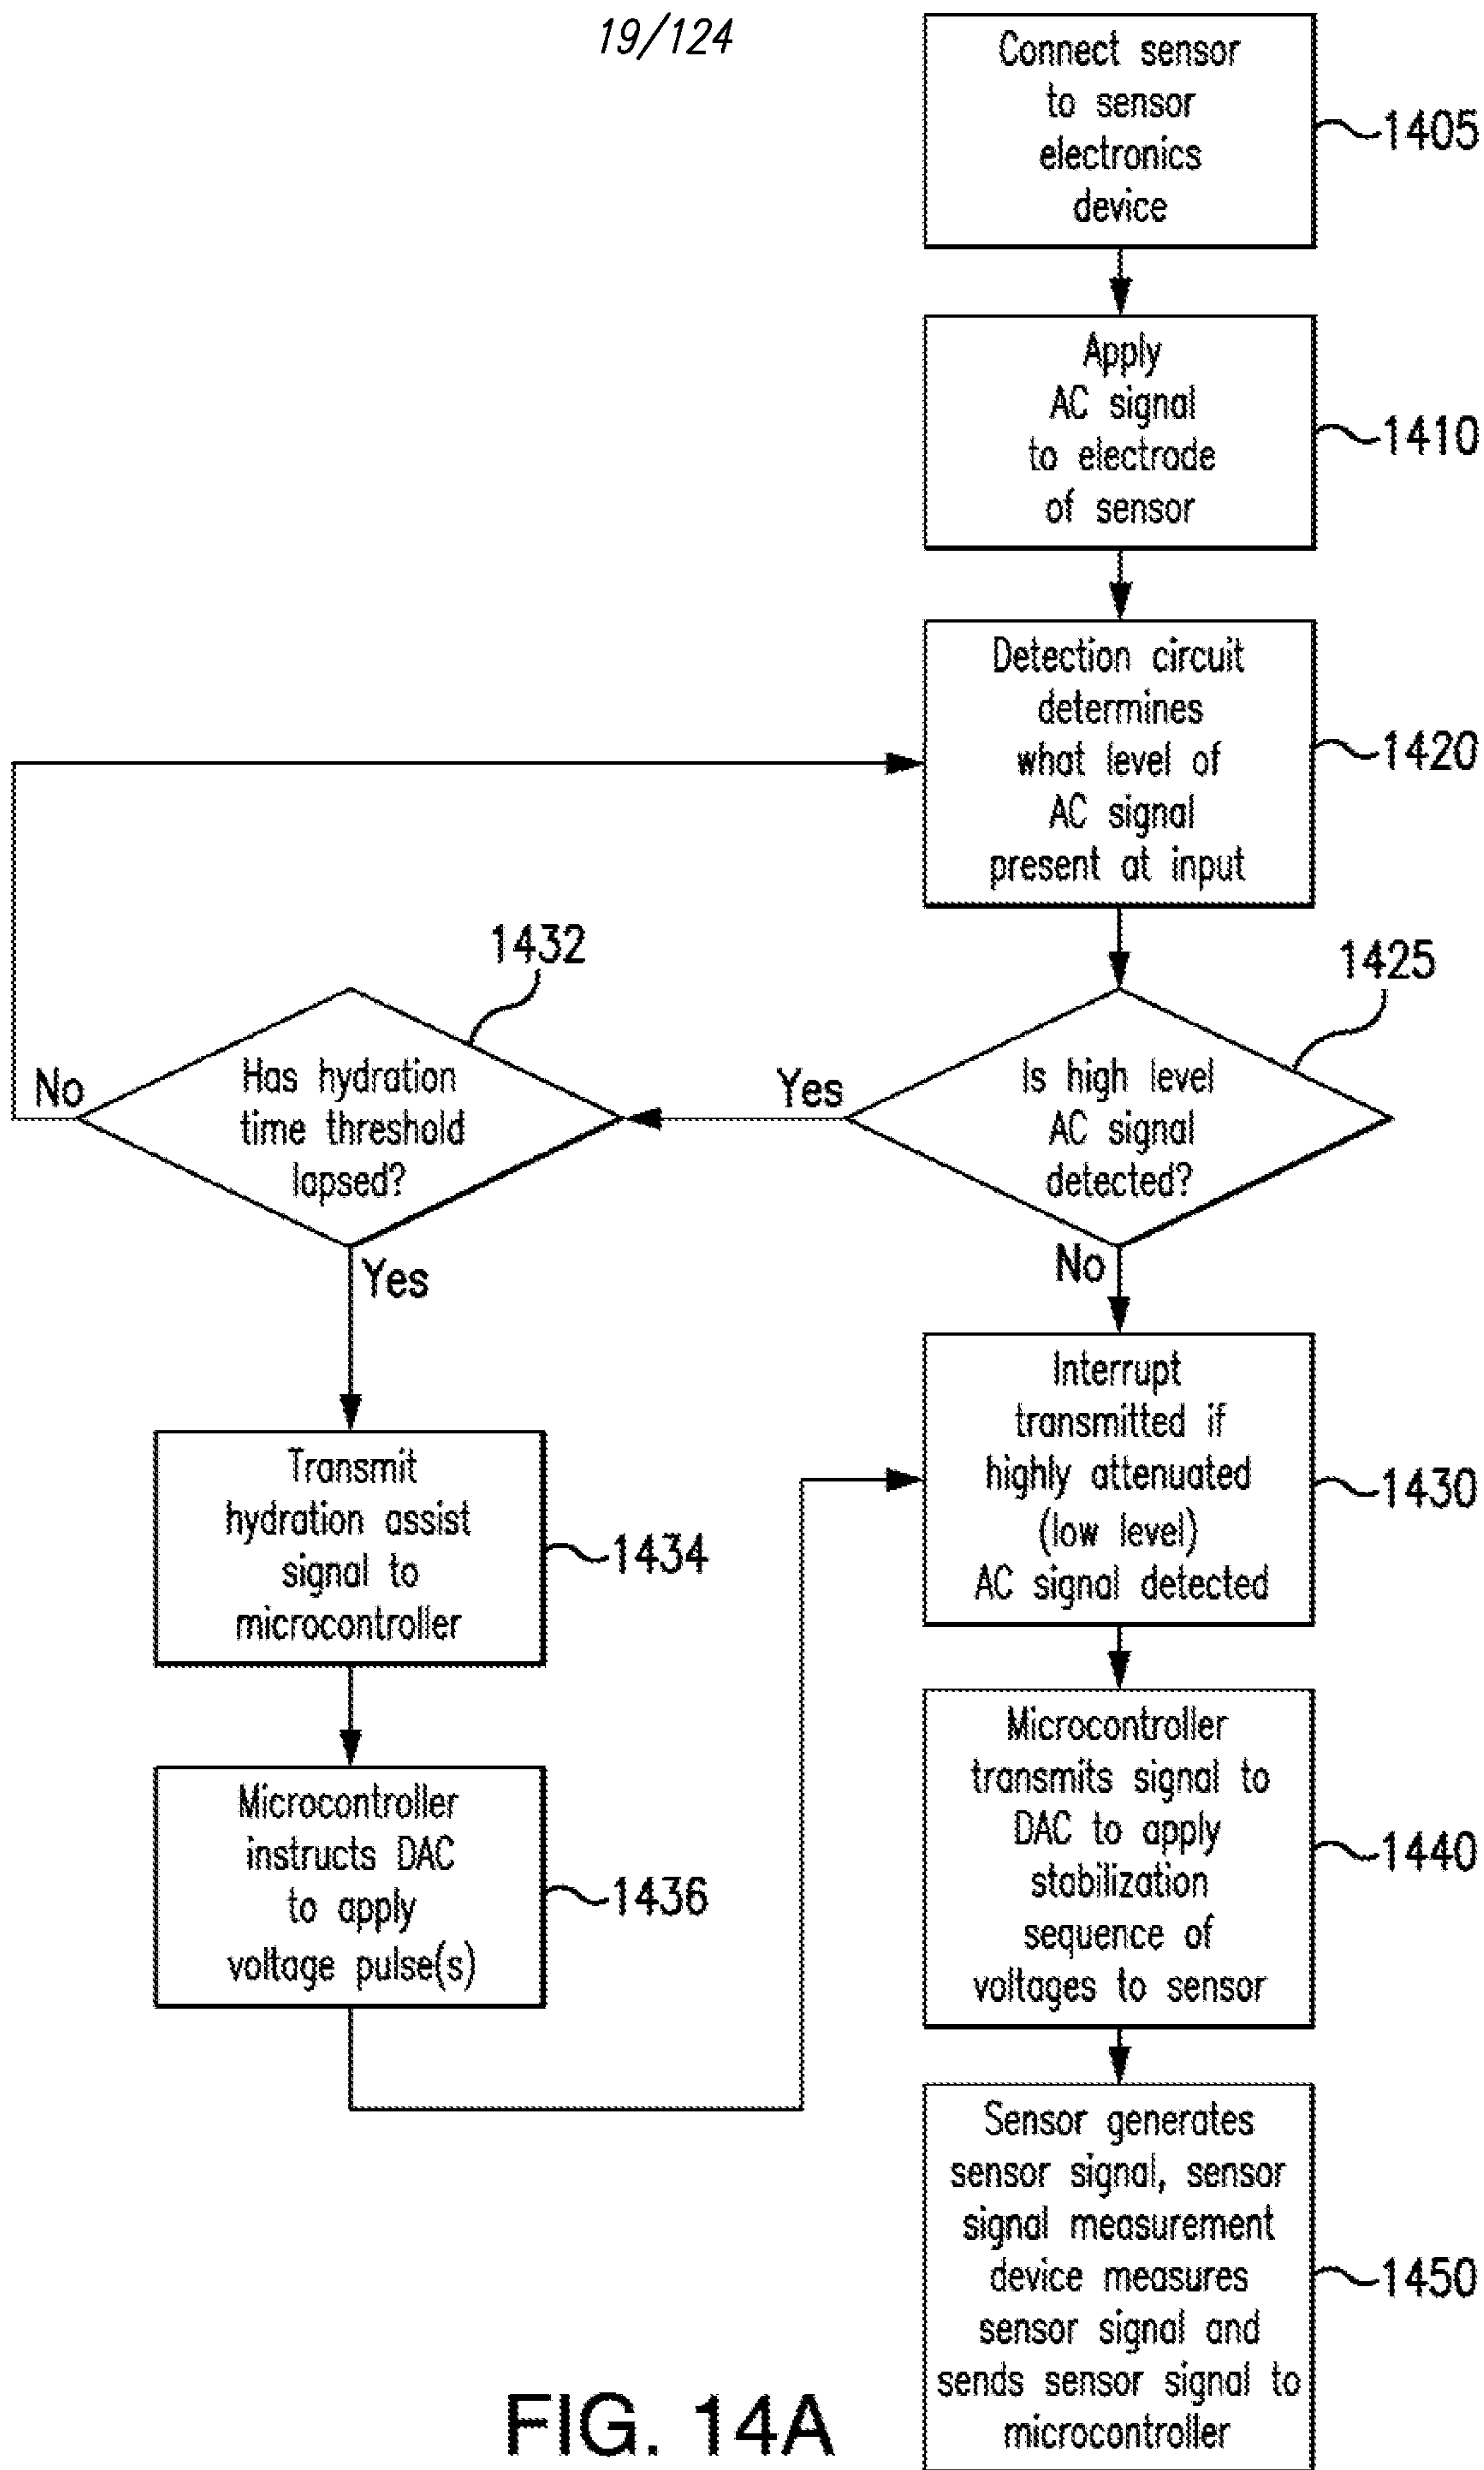 19/124
Connect sensor
to sensor
electronics
device
1405
Apply
AC signal
to electrode
of sensor
1410
Detection circuit
determines
what level of
AC signal
present at input
1420
1432
1425
Has hydration
time threshold
lapsed?
No
Yes
Is high level
AC signal
detected?
Yes
No
Transmit
hydration assist
signal to
microcontroller
1434
Interrupt
transmitted if
highly attenuated
(low level)
AC signal detected
1430
Microcontroller
instructs DAC
to apply
voltage pulse(s)
1436
Microcontroller
transmits signal to
DAC to apply
stabilization
sequence of
voltages to sensor
1440
Sensor generates
sensor signal, sensor
signal measurement
device measures
sensor signal and
sends sensor signal to
microcontroller
1450
FIG. 14A